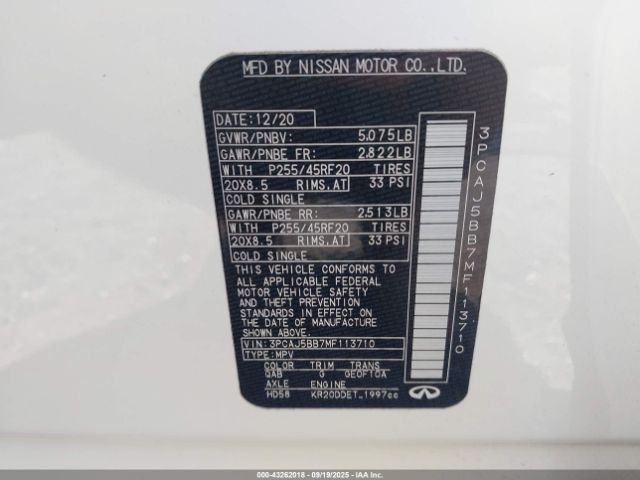 MFD BY NISSAN MOTOR CO.,LTD.
DATE: 12/20
GVWR/PNBV: 5,075LB
GAWR/PNBE FR: 2,822LB
WITH P255/45RF20 TIRES
20X8.5 RIMS,AT 33 PSI
COLD SINGLE
GAWR/PNBE RR: 2,513LB
WITH P255/45RF20 TIRES
20X8.5 RIMS,AT 33 PSI
COLD SINGLE
THIS VEHICLE CONFORMS TO
ALL APPLICABLE FEDERAL
MOTOR VEHICLE SAFETY
AND THEFT PREVENTION
STANDARDS IN EFFECT ON
THE DATE OF MANUFACTURE
SHOWN ABOVE.
VIN: 3PCAJ5BB7MF113710
TYPE: MPV
COLOR TRIM TRANS
QAB G GE0F10A
AXLE ENGINE
HD58 KR20DDET_1997cc
3PCAJ5BB7MF113710
000-43262018 - 09/19/2025 - IAA Inc. Copyright